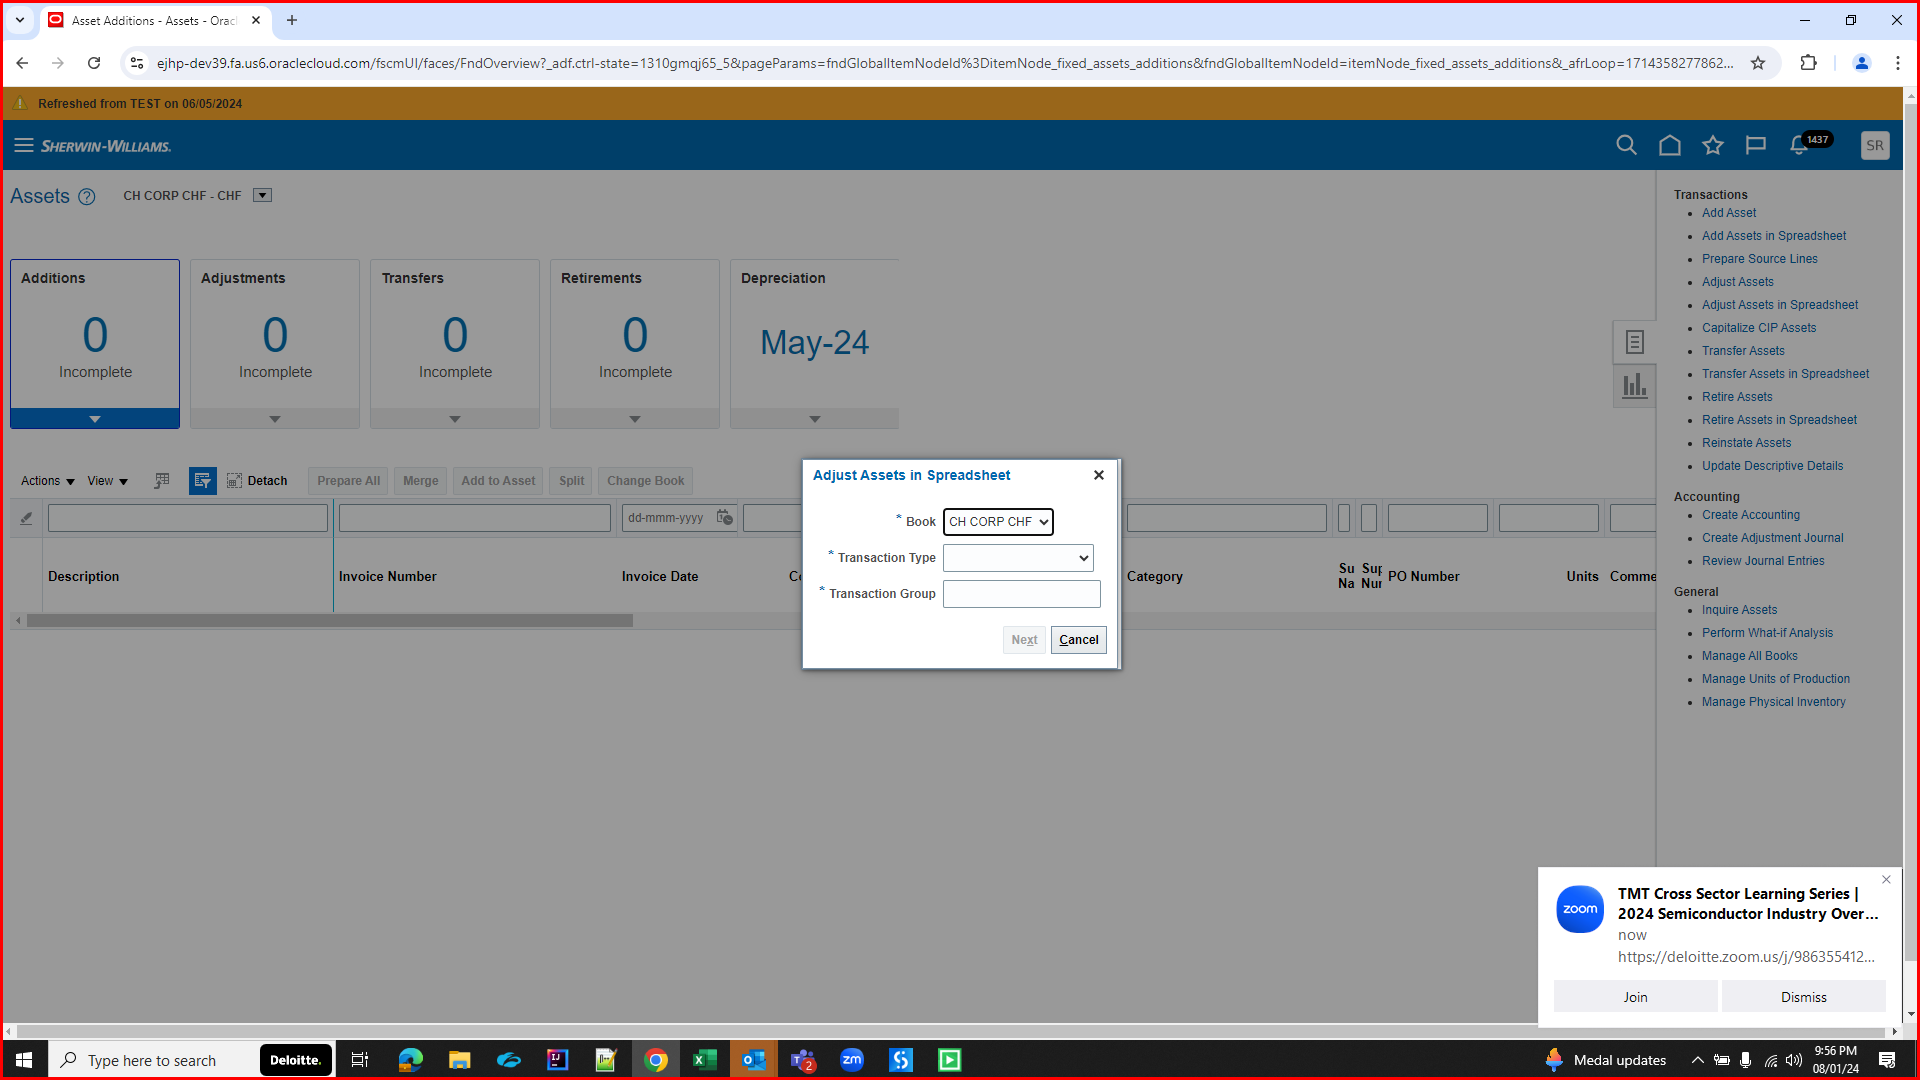 Asset Additions - Assets - Orac
ejhp-dev39.fa.us6.oraclecloud.com/fscmUI/faces/FndOverview?_adf.ctrl-state=1310gmqj65_5&pageParams=fndGlobalItemNodeId%3DitemNode_fixed_assets_additions&fndGlobalItemNodeId=itemNode_fixed_assets_additions&_afrLoop=1714358277862...
Refreshed from TEST on 06/05/2024
SHERWIN-WILLIAMS.
1437
SR
Assets ? CH CORP CHF - CHF
Additions
0
Incomplete
Adjustments
0
Incomplete
Transfers
0
Incomplete
Retirements
0
Incomplete
Depreciation
May-24
Transactions
Add Asset
Add Assets in Spreadsheet
Prepare Source Lines
Adjust Assets
Adjust Assets in Spreadsheet
Capitalize CIP Assets
Transfer Assets
Transfer Assets in Spreadsheet
Retire Assets
Retire Assets in Spreadsheet
Reinstate Assets
Update Descriptive Details
Accounting
Create Accounting
Create Adjustment Journal
Review Journal Entries
General
Inquire Assets
Perform What-if Analysis
Manage All Books
Manage Units of Production
Manage Physical Inventory
Actions View Detach Prepare All Merge Add to Asset Split Change Book
dd-mmm-yyyy
Description Invoice Number Invoice Date Co Category Su Na Sup Nur PO Number Units Comme
Adjust Assets in Spreadsheet
* Book CH CORP CHF
* Transaction Type
* Transaction Group
Next Cancel
zoom
TMT Cross Sector Learning Series |
2024 Semiconductor Industry Over...
now
https://deloitte.zoom.us/j/986355412...
Join Dismiss
Type here to search
Deloitte.
2
zm
Medal updates
9:56 PM
08/01/24